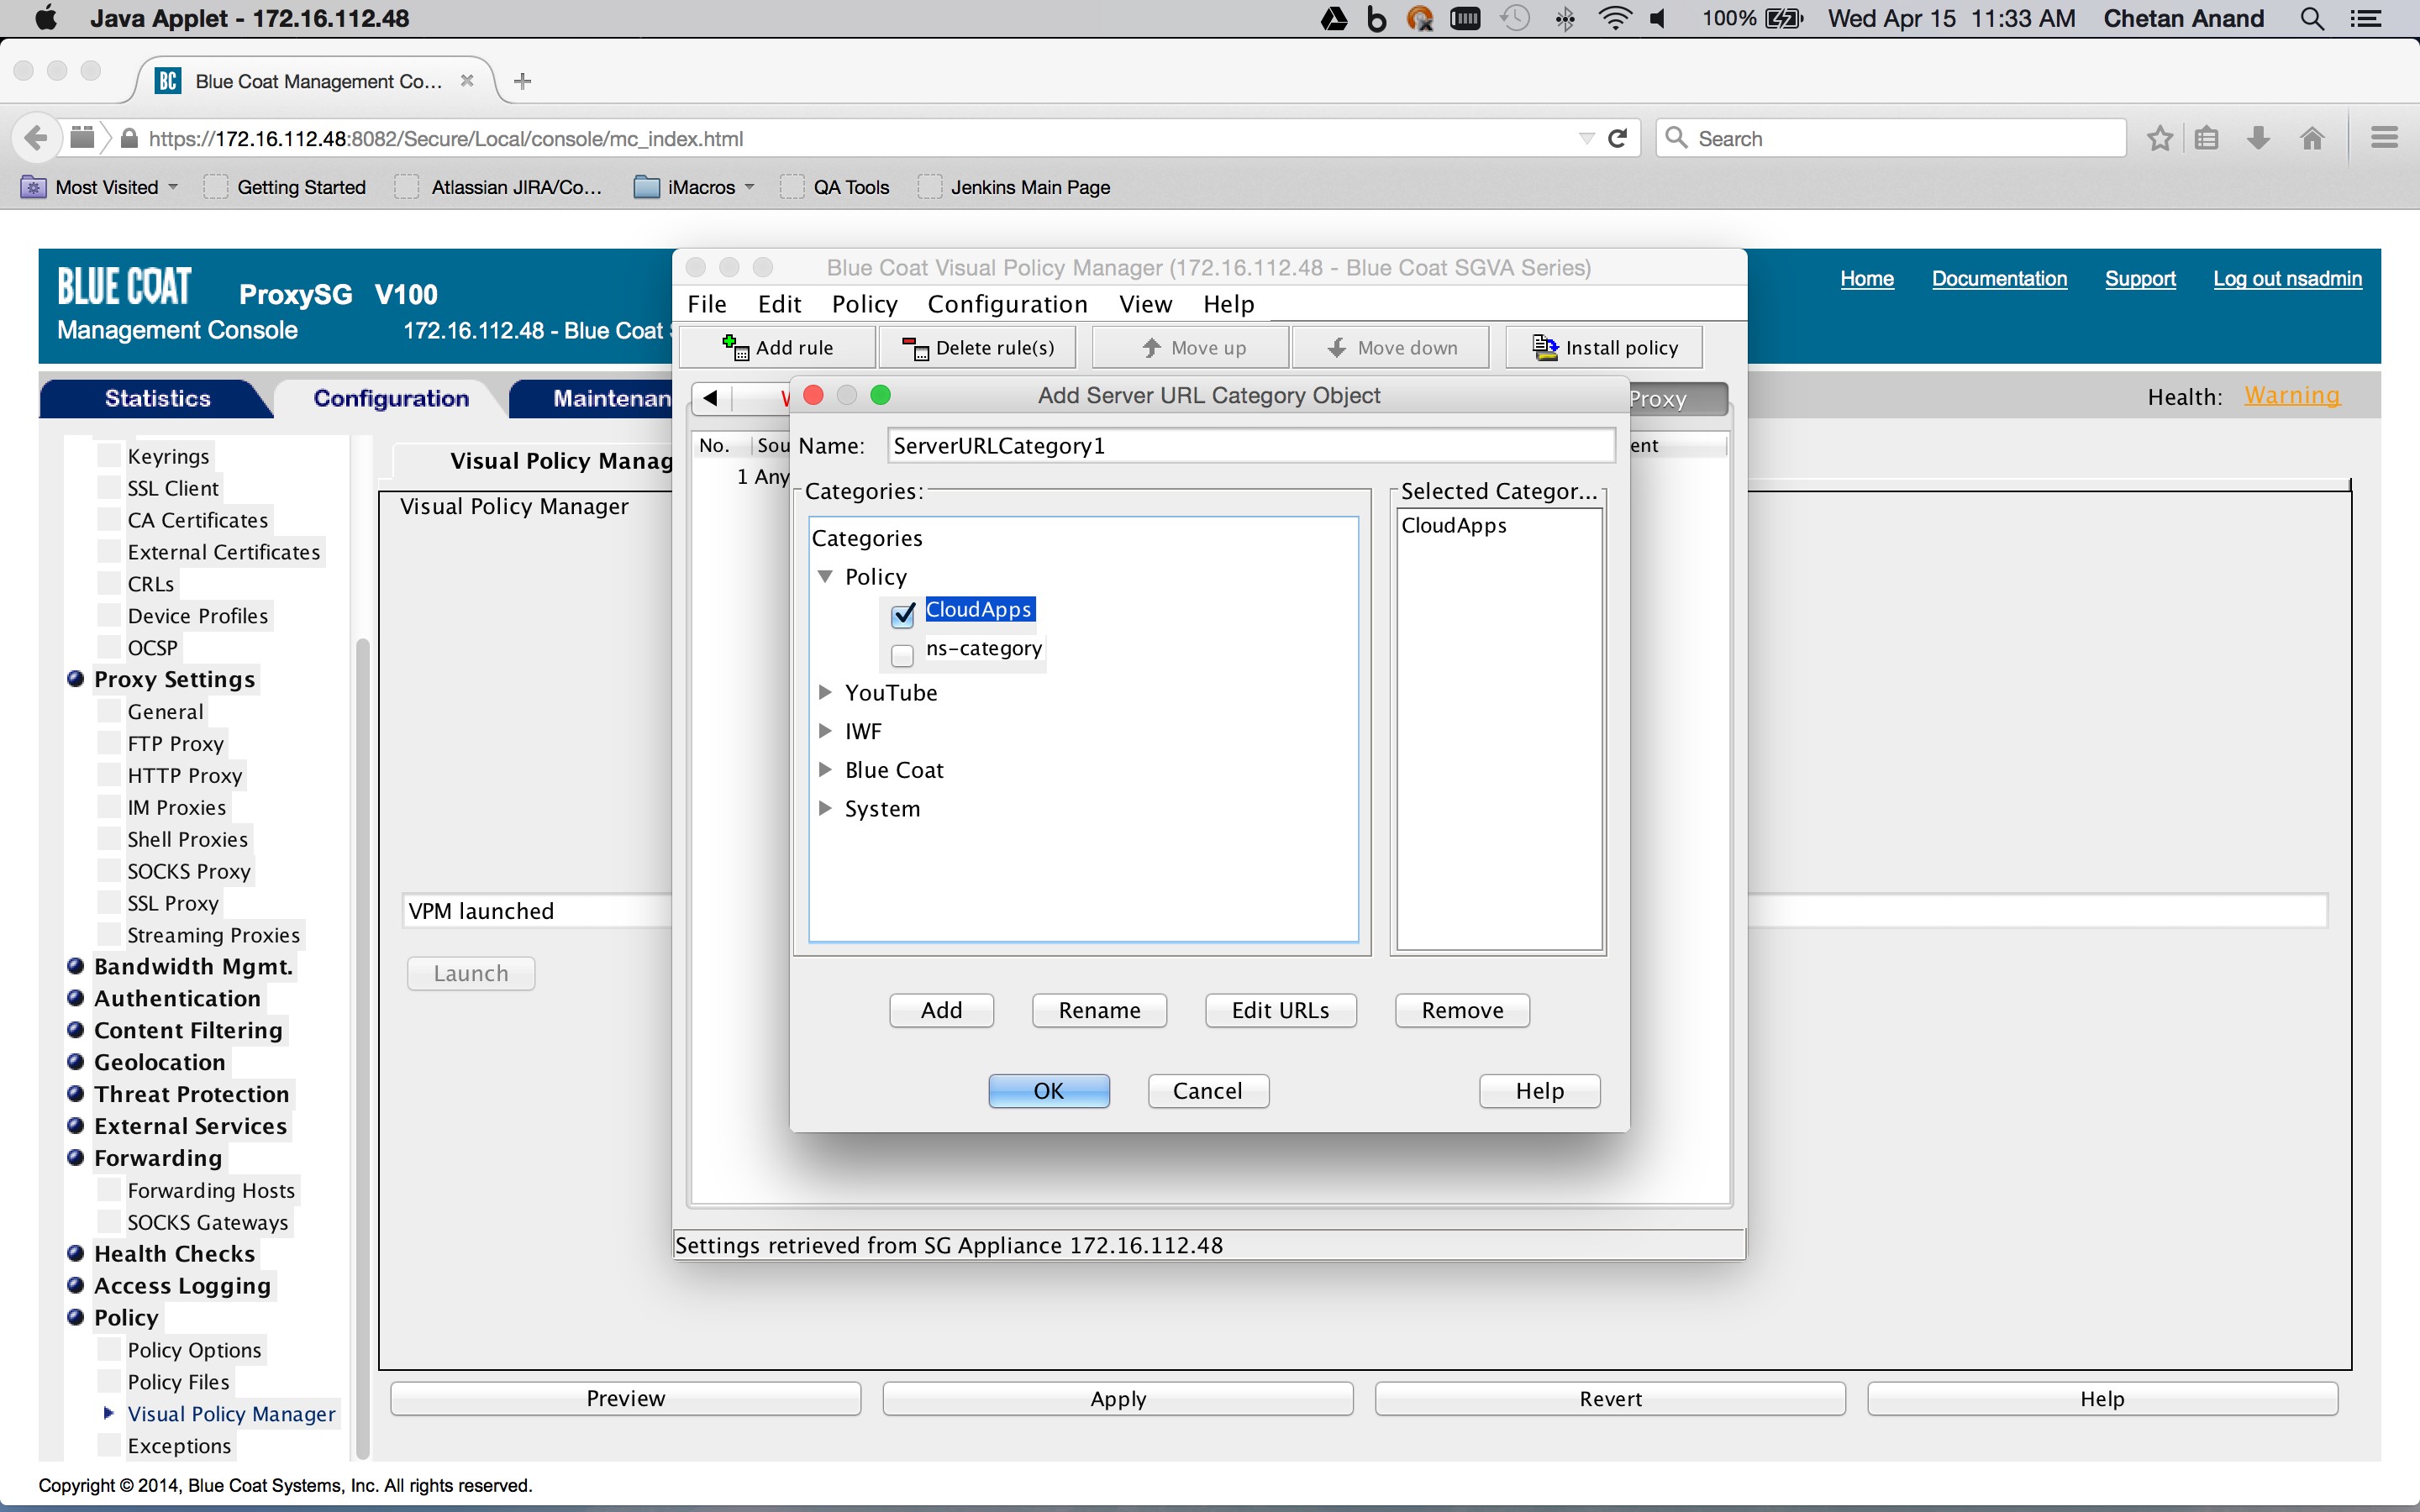 Java Applet - 172.16.112.48
100%
Wed Apr 15 11:33 AM
Chetan Anand
BC Blue Coat Management Co...
https://172.16.112.48:8082/Secure/Local/console/mc_index.html
Search
Most Visited
Getting Started
Atlassian JIRA/Co...
iMacros
QA Tools
Jenkins Main Page
BLUE COAT
ProxySG V100
Management Console
172.16.112.48 - Blue Coat
Home
Documentation
Support
Log out nsadmin
Statistics
Configuration
Maintenan
Health: Warning
Keyrings
SSL Client
CA Certificates
External Certificates
CRLs
Device Profiles
OCSP
Proxy Settings
General
FTP Proxy
HTTP Proxy
IM Proxies
Shell Proxies
SOCKS Proxy
SSL Proxy
Streaming Proxies
Bandwidth Mgmt.
Authentication
Content Filtering
Geolocation
Threat Protection
External Services
Forwarding
Forwarding Hosts
SOCKS Gateways
Health Checks
Access Logging
Policy
Policy Options
Policy Files
Visual Policy Manager
Exceptions
Visual Policy Manag
Visual Policy Manager
VPM launched
Launch
Preview
Apply
Revert
Help
Blue Coat Visual Policy Manager (172.16.112.48 - Blue Coat SGVA Series)
File Edit Policy Configuration View Help
Add rule
Delete rule(s)
Move up
Move down
Install policy
Proxy
No.
Sou
ent
1 Any
Add Server URL Category Object
Name: ServerURLCategory1
Categories:
Categories
Policy
CloudApps
ns-category
YouTube
IWF
Blue Coat
System
Selected Categor...
CloudApps
Add
Rename
Edit URLs
Remove
OK
Cancel
Help
Settings retrieved from SG Appliance 172.16.112.48
Copyright © 2014, Blue Coat Systems, Inc. All rights reserved.